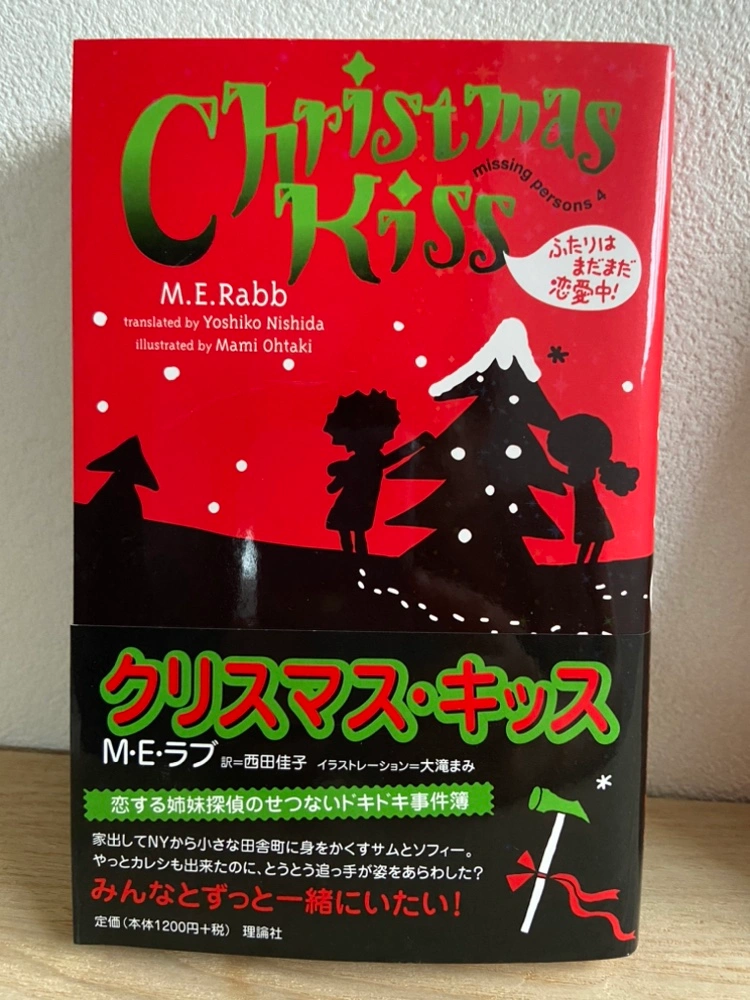 Christmas
Kiss
missing persons 4
ふたりは
まだまだ
恋愛中!
M.E.Rabb
translated by Yoshiko Nishida
illustrated by Mami Ohtaki
クリスマス・キッス
M・E・ラブ 訳=西田佳子 イラストレーション=大滝まみ
恋する姉妹探偵のせつないドキドキ事件簿
家出してNYから小さな田舎町に身をかくすサムとソフィー。
やっとカレシも出来たのに、とうとう追っ手が姿をあらわした?
みんなとずっと一緒にいたい!
定価(本体1200円+税) 理論社